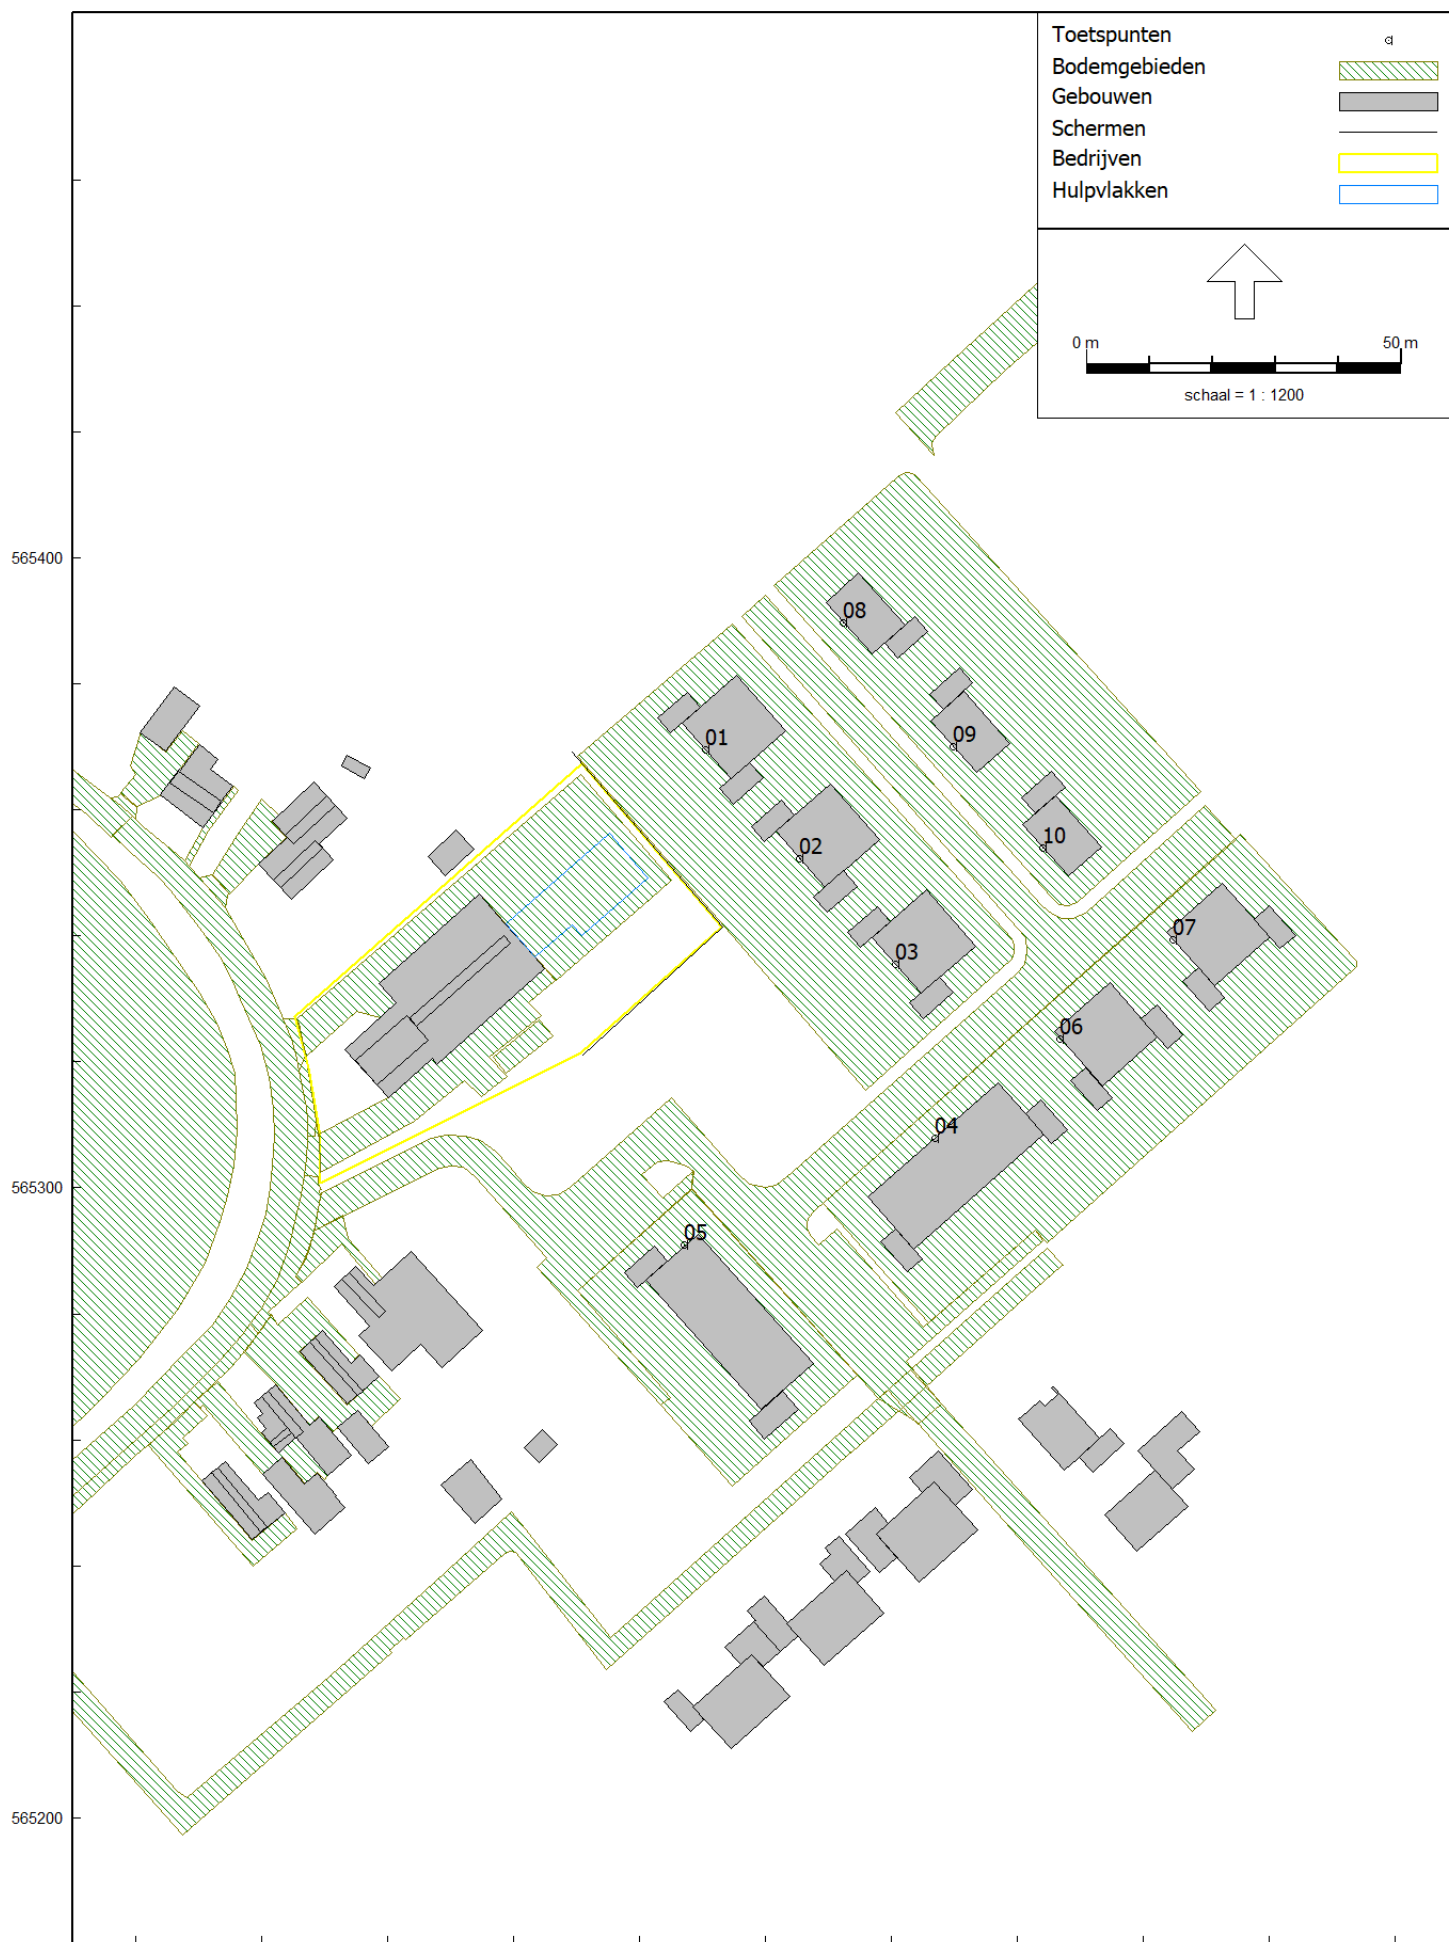 Toetspunten
Bodemgebieden
Gebouwen
Schermen
Bedrijven
Hulpvlakken
0 m 50 m
schaal = 1 : 1200
565400
08
01
09
02
10
03
07
06
04
565300
05
565200